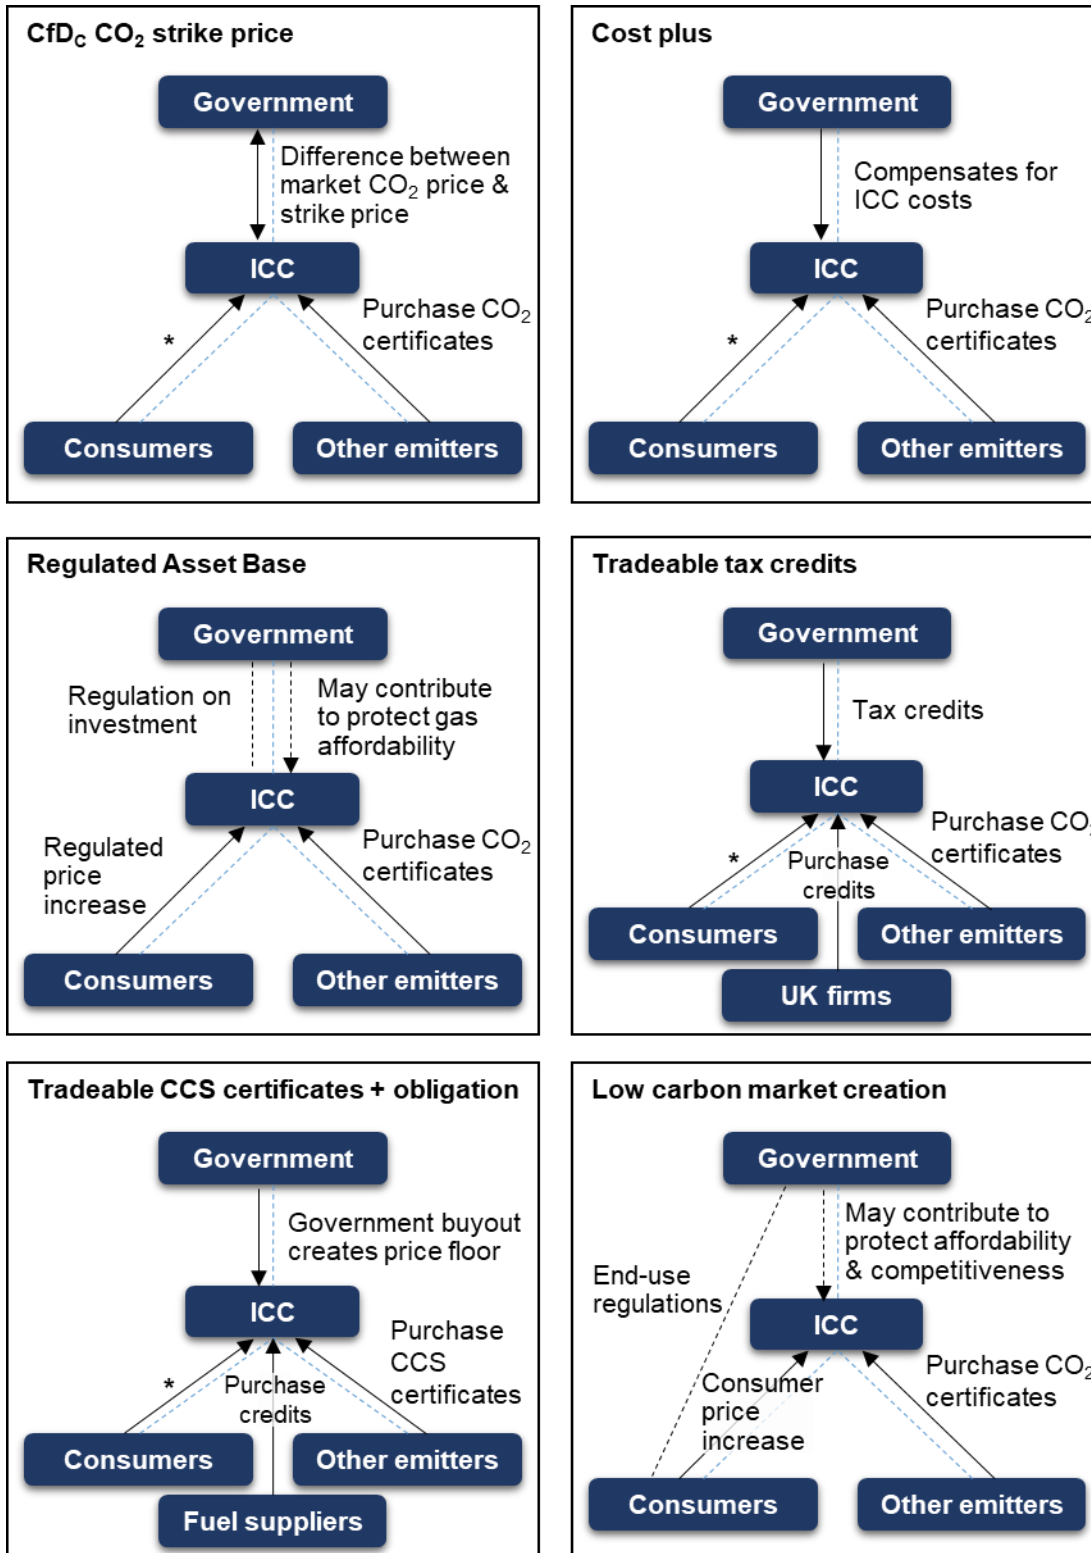 CfD_C CO₂ strike price
Government
Difference between
market CO₂ price &
strike price
ICC
Purchase CO₂
certificates
*
Consumers
Other emitters
Cost plus
Government
Compensates for
ICC costs
ICC
Purchase CO₂
certificates
*
Consumers
Other emitters
Regulated Asset Base
Government
Regulation on
investment
May contribute
to protect gas
affordability
ICC
Regulated
price
increase
Purchase CO₂
certificates
Consumers
Other emitters
Tradeable tax credits
Government
Tax credits
ICC
Purchase CO₂
certificates
*
Purchase
credits
Consumers
Other emitters
UK firms
Tradeable CCS certificates + obligation
Government
Government buyout
creates price floor
ICC
Purchase
CCS
certificates
*
Purchase
credits
Consumers
Other emitters
Fuel suppliers
Low carbon market creation
Government
May contribute to
protect affordability
& competitiveness
End-use
regulations
ICC
Consumer
price
increase
Purchase CO₂
certificates
Consumers
Other emitters